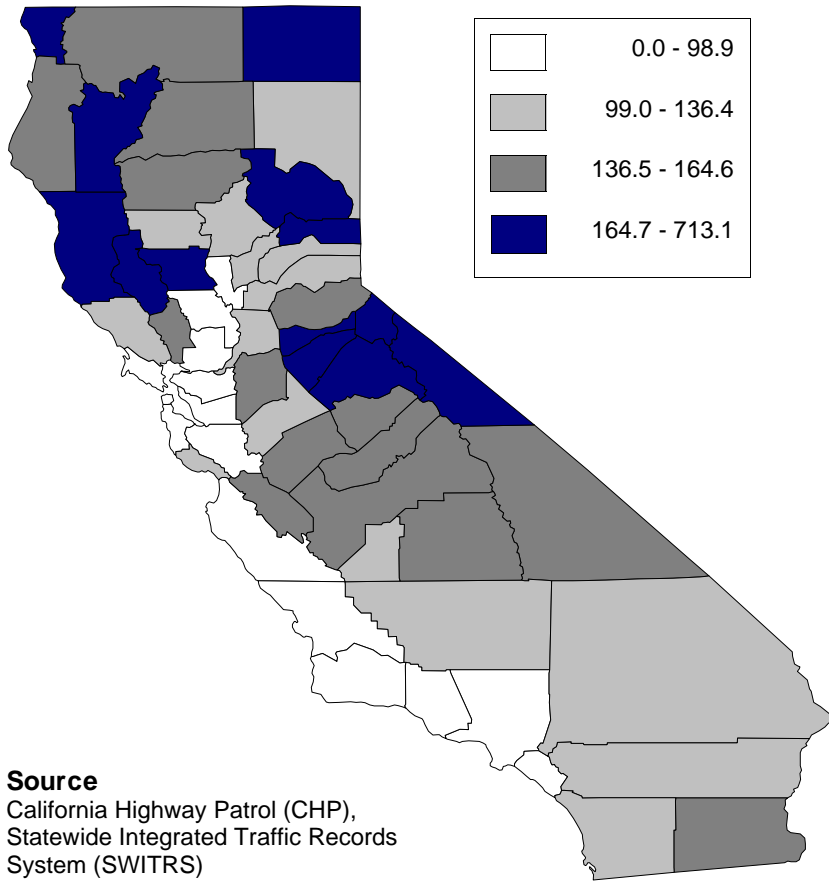 0.0 - 98.9
99.0 - 136.4
136.5 - 164.6
164.7 - 713.1
Source
California Highway Patrol (CHP),
Statewide Integrated Traffic Records
System (SWITRS)